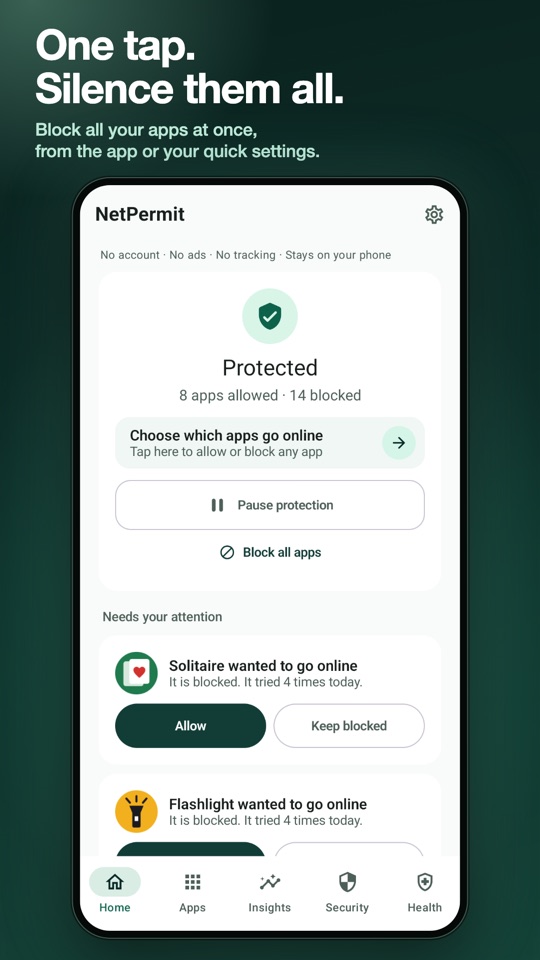 One tap.
Silence them all.
Block all your apps at once,
from the app or your quick settings.
NetPermit
No account · No ads · No tracking · Stays on your phone
Protected
8 apps allowed · 14 blocked
Choose which apps go online
Tap here to allow or block any app
Pause protection
Block all apps
Needs your attention
Solitaire wanted to go online
It is blocked. It tried 4 times today.
Allow
Keep blocked
Flashlight wanted to go online
It is blocked. It tried 4 times today.
Home
Apps
Insights
Security
Health